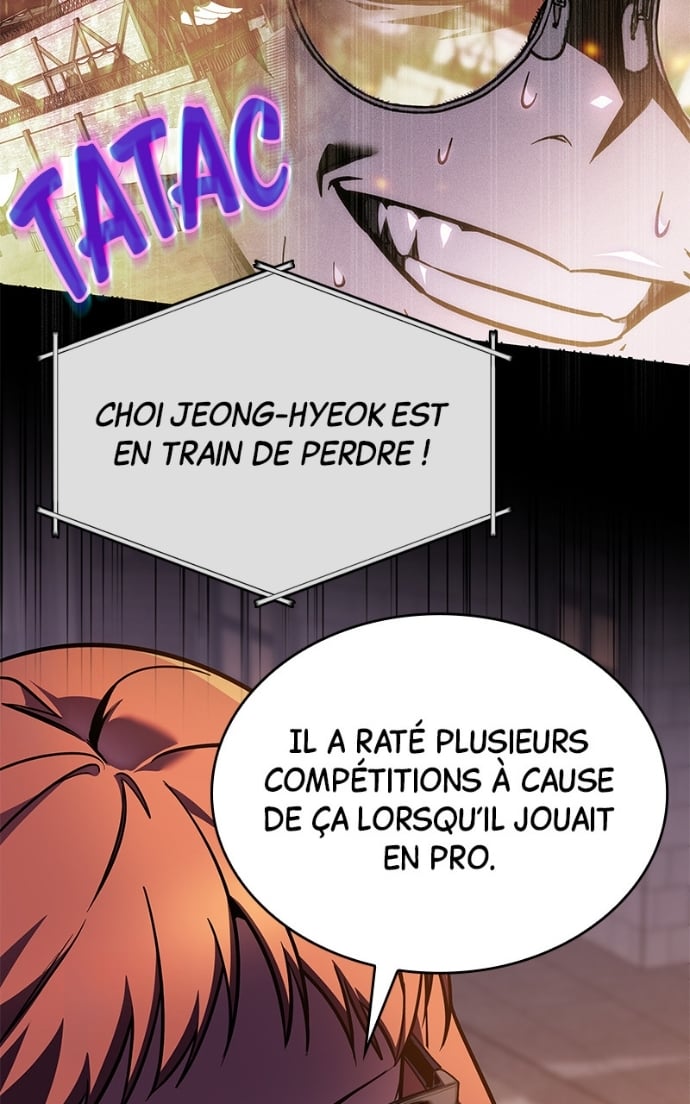 TATAC
CHOI JEONG-HYEOK EST
EN TRAIN DE PERDRE !
IL A RATÉ PLUSIEURS
COMPÉTITIONS À CAUSE
DE ÇA LORSQU'IL JOUAIT
EN PRO.